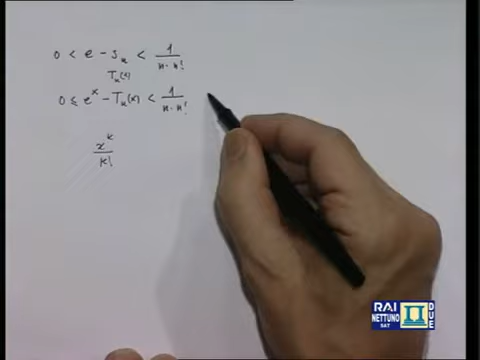 0 < e - s_n < 1/(n·n!)
T_n(1)
0 ≤ e^x - T_n(x) < 1/(n·n!)
x^k/k!
RAI
NETTUNO
SAT
DUE